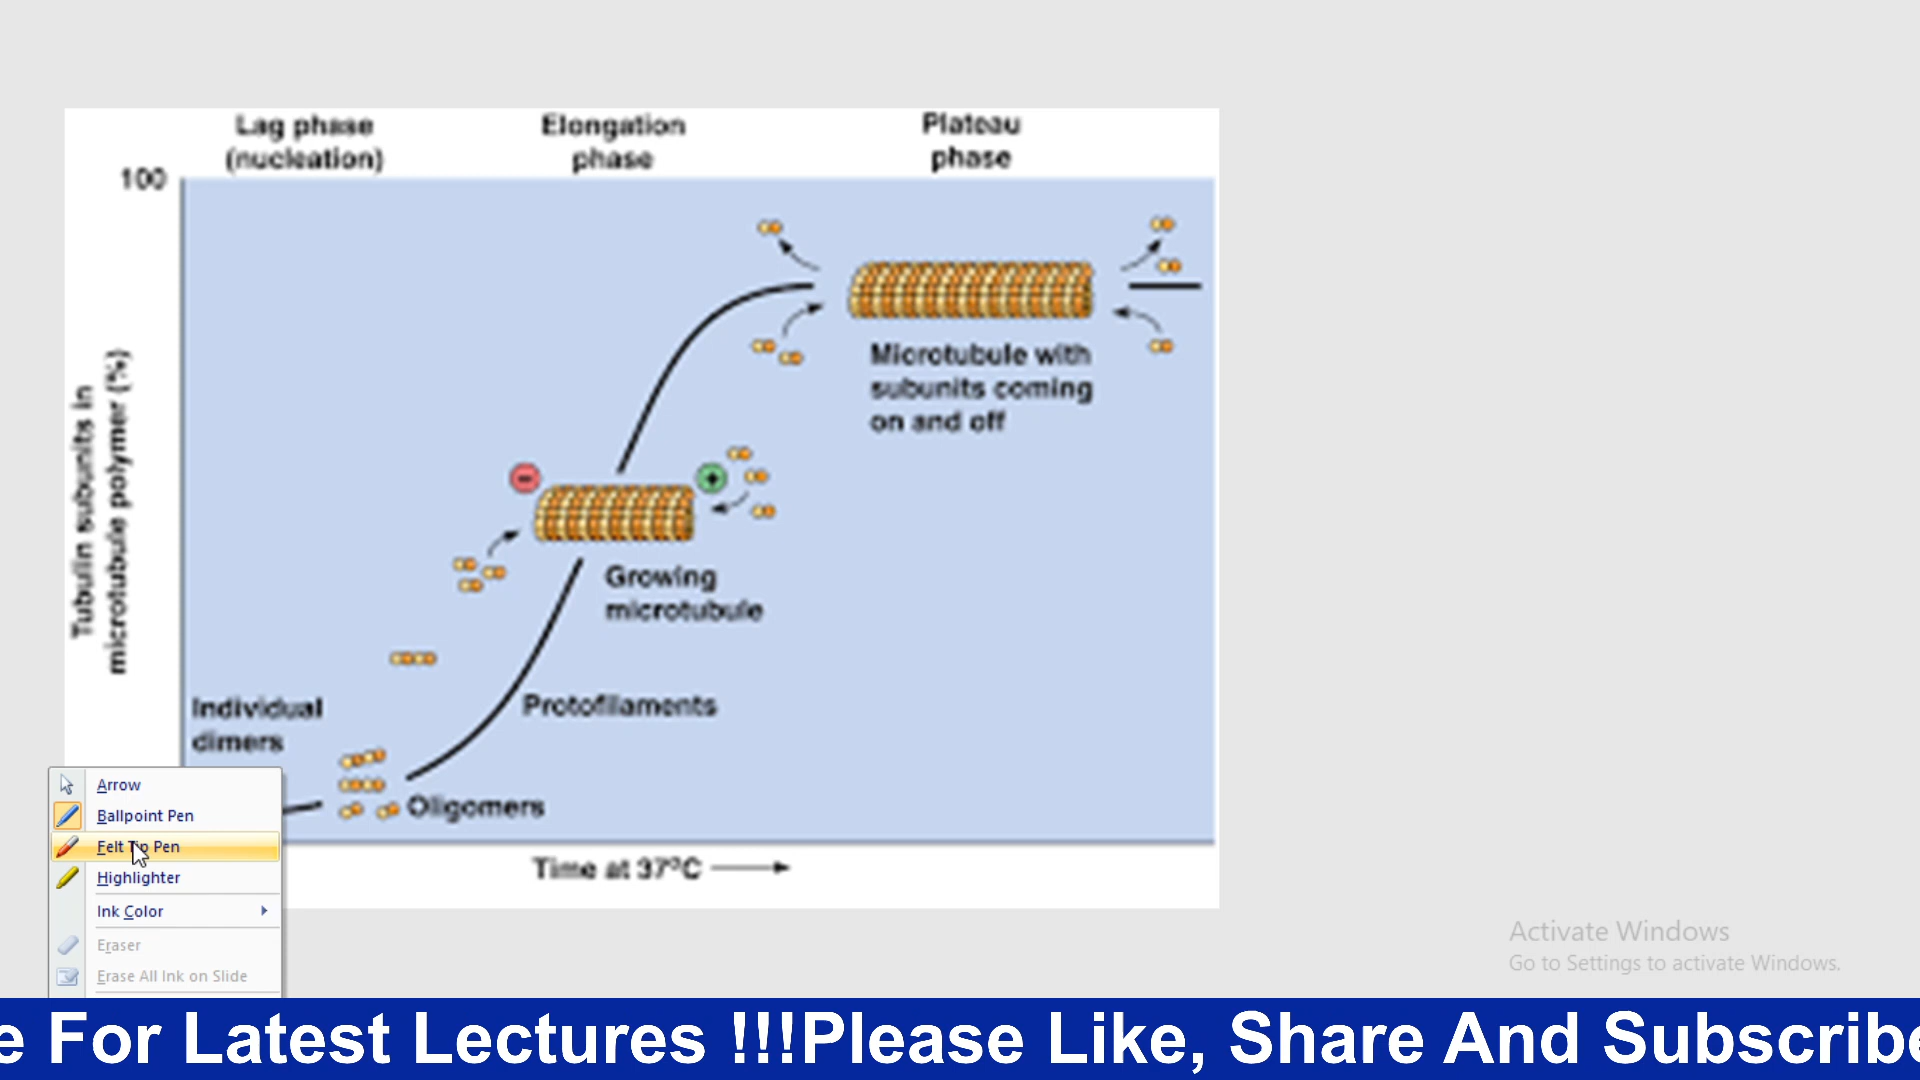 Lag phase
(nucleation)
Elongation
phase
Plateau
phase
100
Tubulin subunits in
microtubule polymer (%)
Microtubule with
subunits coming
on and off
−
+
Growing
microtubule
Individual
dimers
Protofilaments
Oligomers
Time at 37ºC
Arrow
Ballpoint Pen
Felt Tip Pen
Highlighter
Ink Color
Eraser
Erase All Ink on Slide
Activate Windows
Go to Settings to activate Windows.
e For Latest Lectures !!!Please Like, Share And Subscribe